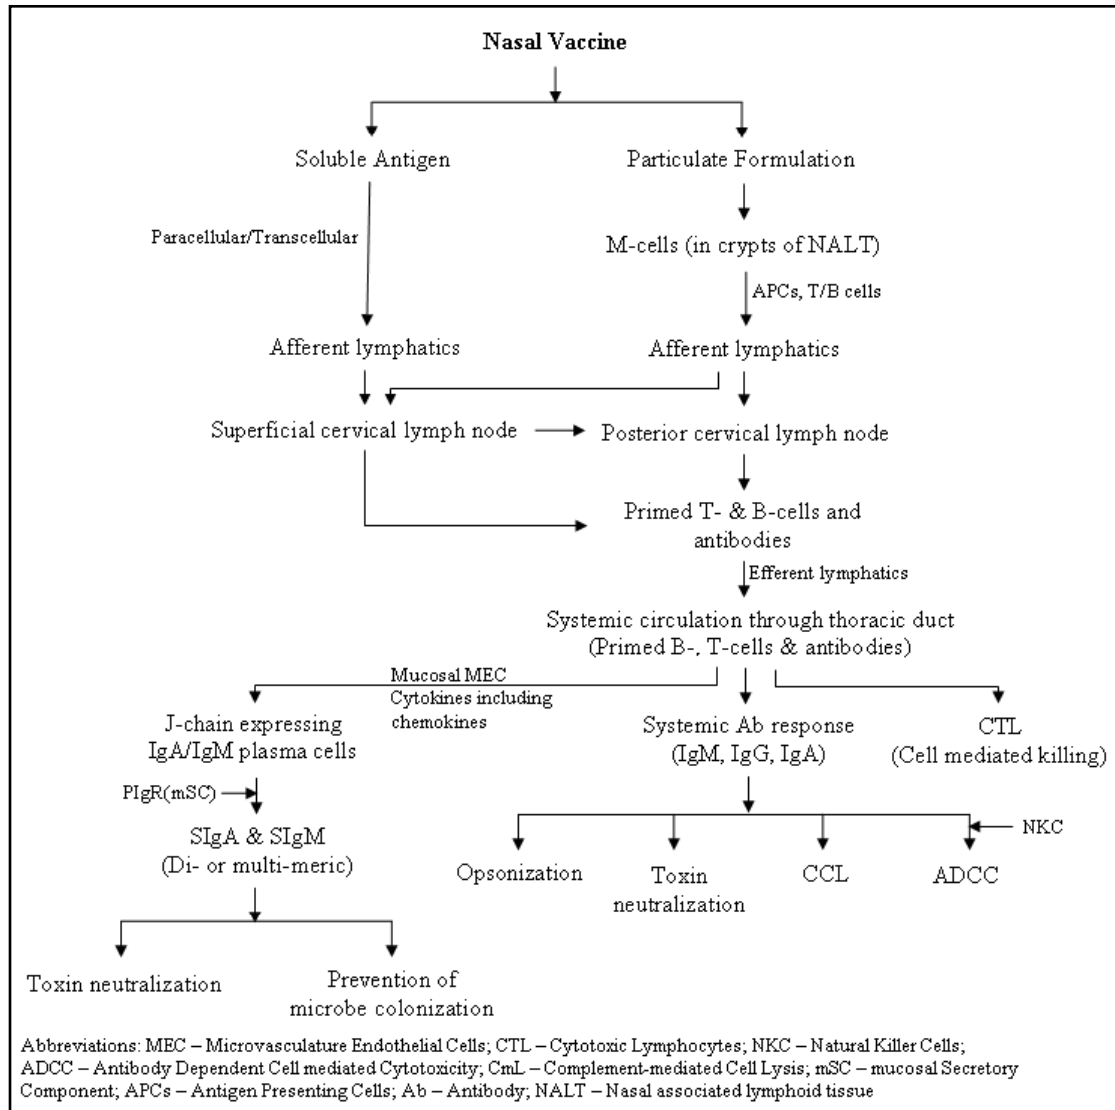 Nasal Vaccine
Soluble Antigen
Particulate Formulation
Paracellular/Transcellular
M-cells (in crypts of NALT)
APCs, T/B cells
Afferent lymphatics
Afferent lymphatics
Superficial cervical lymph node
Posterior cervical lymph node
Primed T- & B-cells and
antibodies
Efferent lymphatics
Systemic circulation through thoracic duct
(Primed B-, T-cells & antibodies)
Mucosal MEC
Cytokines including
chemokines
J-chain expressing
IgA/IgM plasma cells
Systemic Ab response
(IgM, IgG, IgA)
CTL
(Cell mediated killing)
PIgR(mSC)
SIgA & SIgM
(Di- or multi-meric)
NKC
Opsonization
Toxin
neutralization
CCL
ADCC
Toxin neutralization
Prevention of
microbe colonization
Abbreviations: MEC – Microvasculature Endothelial Cells; CTL – Cytotoxic Lymphocytes; NKC – Natural Killer Cells;
ADCC – Antibody Dependent Cell mediated Cytotoxicity; CmL – Complement-mediated Cell Lysis; mSC – mucosal Secretory
Component; APCs – Antigen Presenting Cells; Ab – Antibody; NALT – Nasal associated lymphoid tissue